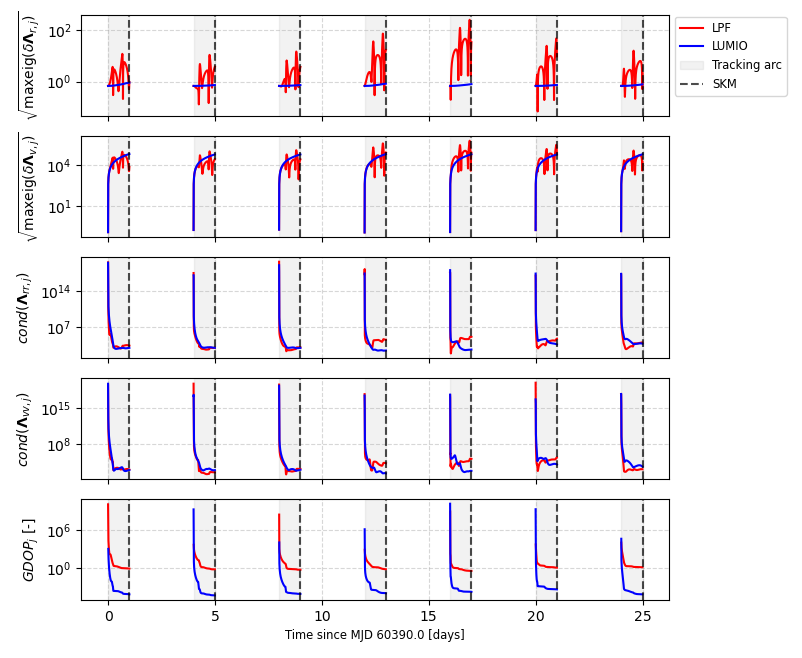 √maxeig(δΛ_{r,j})
10²
10⁰
LPF
LUMIO
Tracking arc
SKM
√maxeig(δΛ_{v,j})
10⁴
10¹
cond(Λ_{rr,j})
10¹⁴
10⁷
cond(Λ_{vv,j})
10¹⁵
10⁸
GDOP_j [-]
10⁶
10⁰
0 5 10 15 20 25
Time since MJD 60390.0 [days]